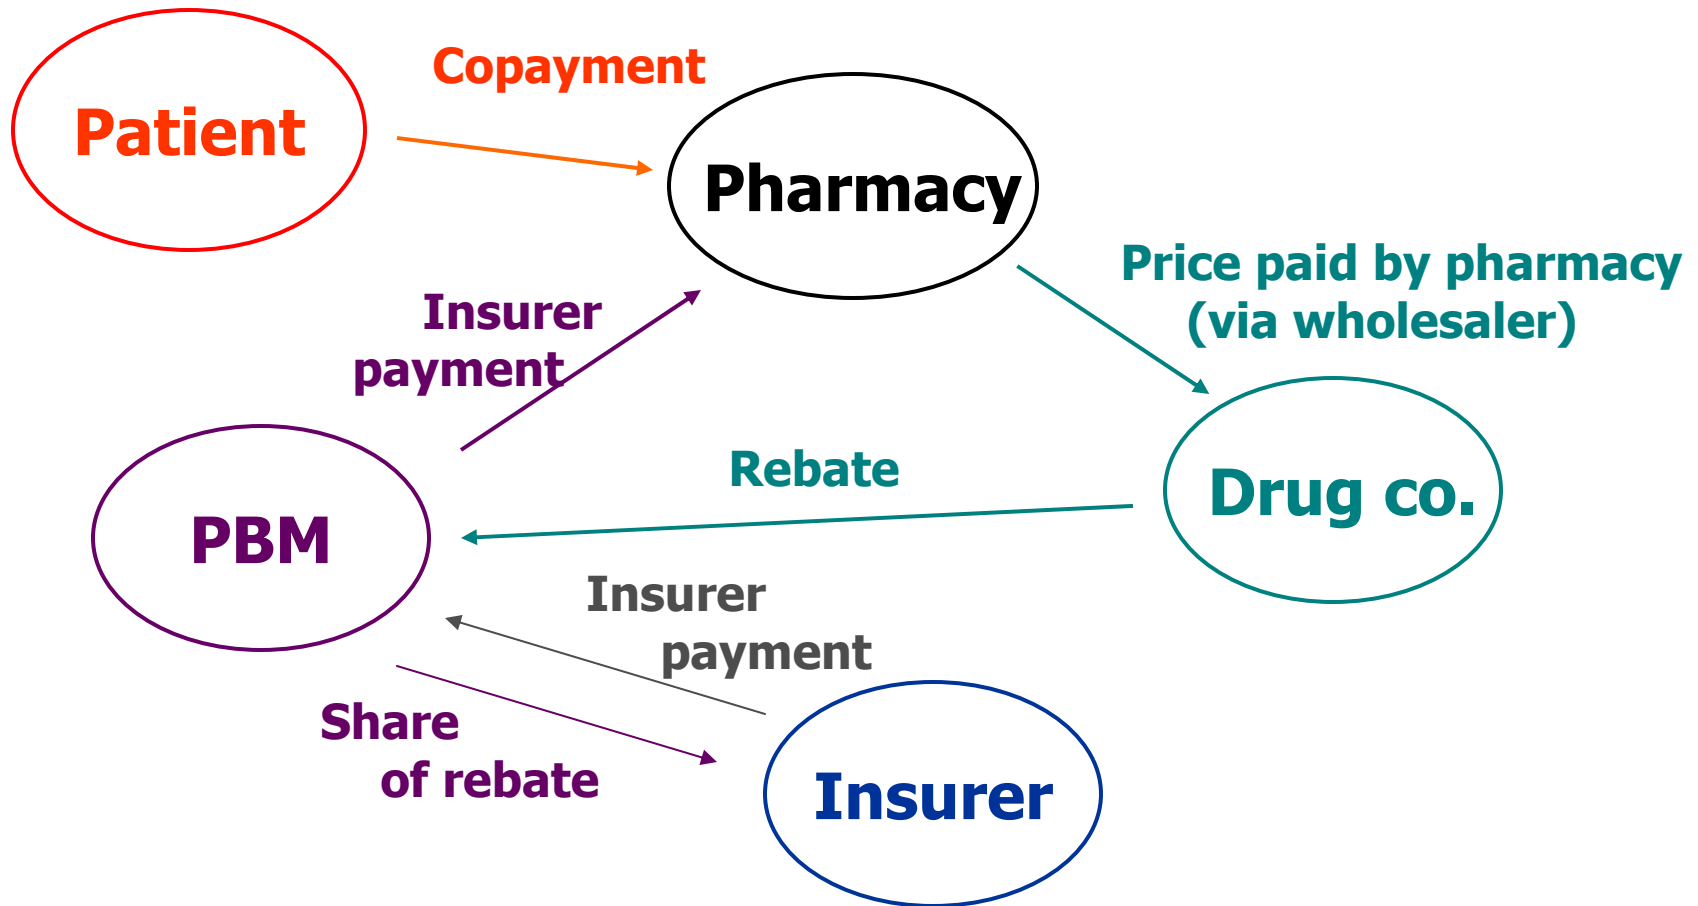 Copayment
Patient
Pharmacy
Price paid by pharmacy
(via wholesaler)
Insurer
payment
Rebate
Drug co.
PBM
Insurer
payment
Share
of rebate
Insurer